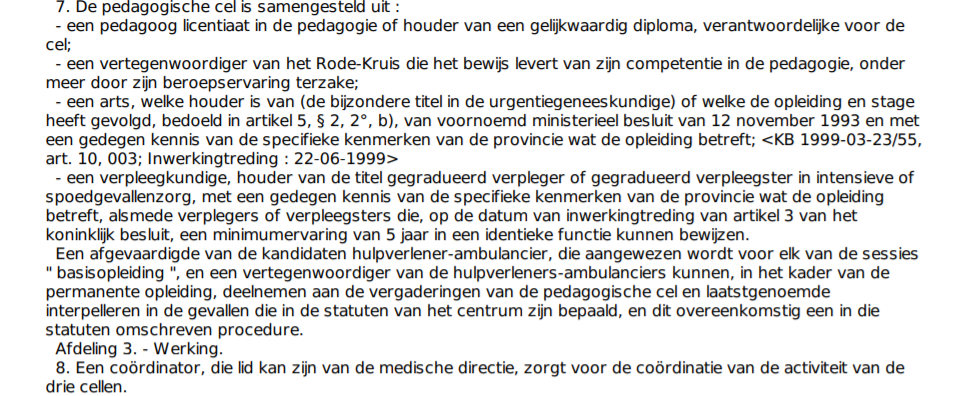 7. De pedagogische cel is samengesteld uit :
- een pedagoog licentiaat in de pedagogie of houder van een gelijkwaardig diploma, verantwoordelijke voor de
cel;
- een vertegenwoordiger van het Rode-Kruis die het bewijs levert van zijn competentie in de pedagogie, onder
meer door zijn beroepservaring terzake;
- een arts, welke houder is van (de bijzondere titel in de urgentiegeneeskundige) of welke de opleiding en stage
heeft gevolgd, bedoeld in artikel 5, § 2, 2°, b), van voornoemd ministerieel besluit van 12 november 1993 en met
een gedegen kennis van de specifieke kenmerken van de provincie wat de opleiding betreft; <KB 1999-03-23/55,
art. 10, 003; Inwerkingtreding : 22-06-1999>
- een verpleegkundige, houder van de titel gegradueerd verpleger of gegradueerd verpleegster in intensieve of
spoedgevallenzorg, met een gedegen kennis van de specifieke kenmerken van de provincie wat de opleiding
betreft, alsmede verplegers of verpleegsters die, op de datum van inwerkingtreding van artikel 3 van het
koninklijk besluit, een minimumervaring van 5 jaar in een identieke functie kunnen bewijzen.
Een afgevaardigde van de kandidaten hulpverlener-ambulancier, die aangewezen wordt voor elk van de sessies
" basisopleiding ", en een vertegenwoordiger van de hulpverleners-ambulanciers kunnen, in het kader van de
permanente opleiding, deelnemen aan de vergaderingen van de pedagogische cel en laatstgenoemde
interpelleren in de gevallen die in de statuten van het centrum zijn bepaald, en dit overeenkomstig een in die
statuten omschreven procedure.
Afdeling 3. - Werking.
8. Een coördinator, die lid kan zijn van de medische directie, zorgt voor de coördinatie van de activiteit van de
drie cellen.